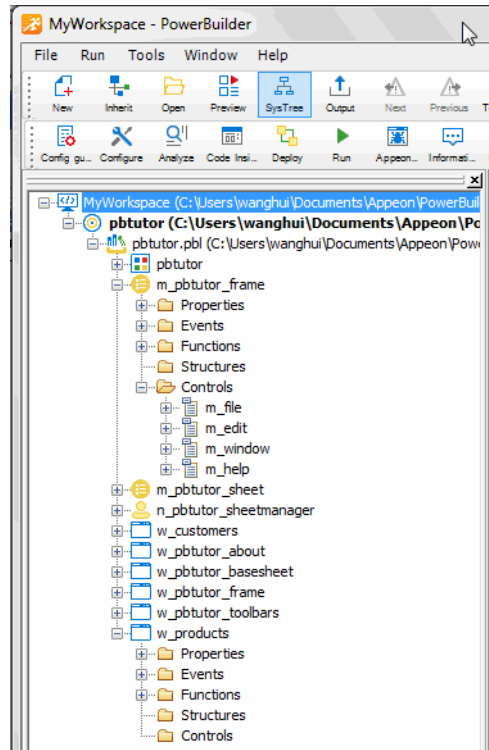 MyWorkspace - PowerBuilder
File Run Tools Window Help
New Inherit Open Preview SysTree Output Next Previous T
Config gu... Configure Analyze Code Insi... Deploy Run Appeon... Informati...
MyWorkspace (C:\Users\wanghui\Documents\Appeon\PowerBuil
pbtutor (C:\Users\wanghui\Documents\Appeon\Po
pbtutor.pbl (C:\Users\wanghui\Documents\Appeon\Pow
pbtutor
m_pbtutor_frame
Properties
Events
Functions
Structures
Controls
m_file
m_edit
m_window
m_help
m_pbtutor_sheet
n_pbtutor_sheetmanager
w_customers
w_pbtutor_about
w_pbtutor_basesheet
w_pbtutor_frame
w_pbtutor_toolbars
w_products
Properties
Events
Functions
Structures
Controls